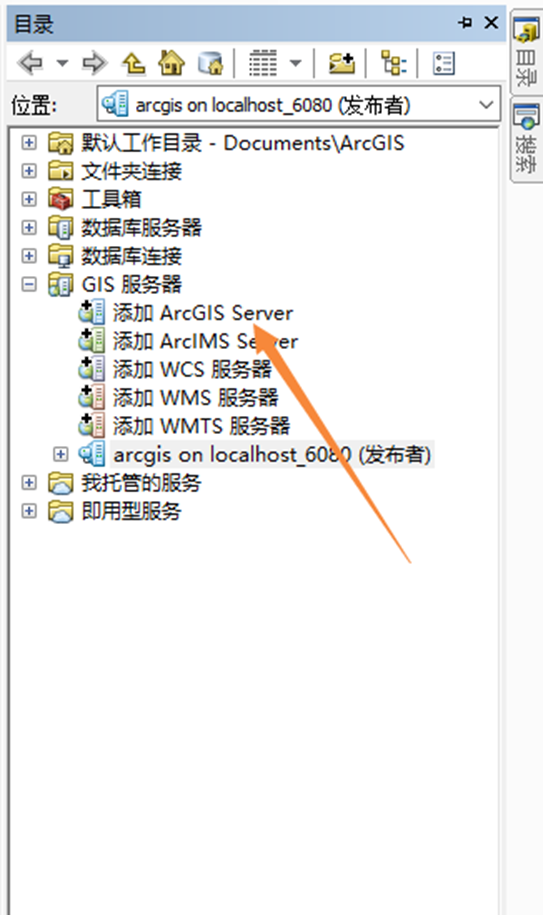 目录
位置:
arcgis on localhost_6080 (发布者)
默认工作目录 - Documents\ArcGIS
文件夹连接
工具箱
数据库服务器
数据库连接
GIS 服务器
添加 ArcGIS Server
添加 ArcIMS Server
添加 WCS 服务器
添加 WMS 服务器
添加 WMTS 服务器
arcgis on localhost_6080 (发布者)
我托管的服务
即用型服务
目录
搜索